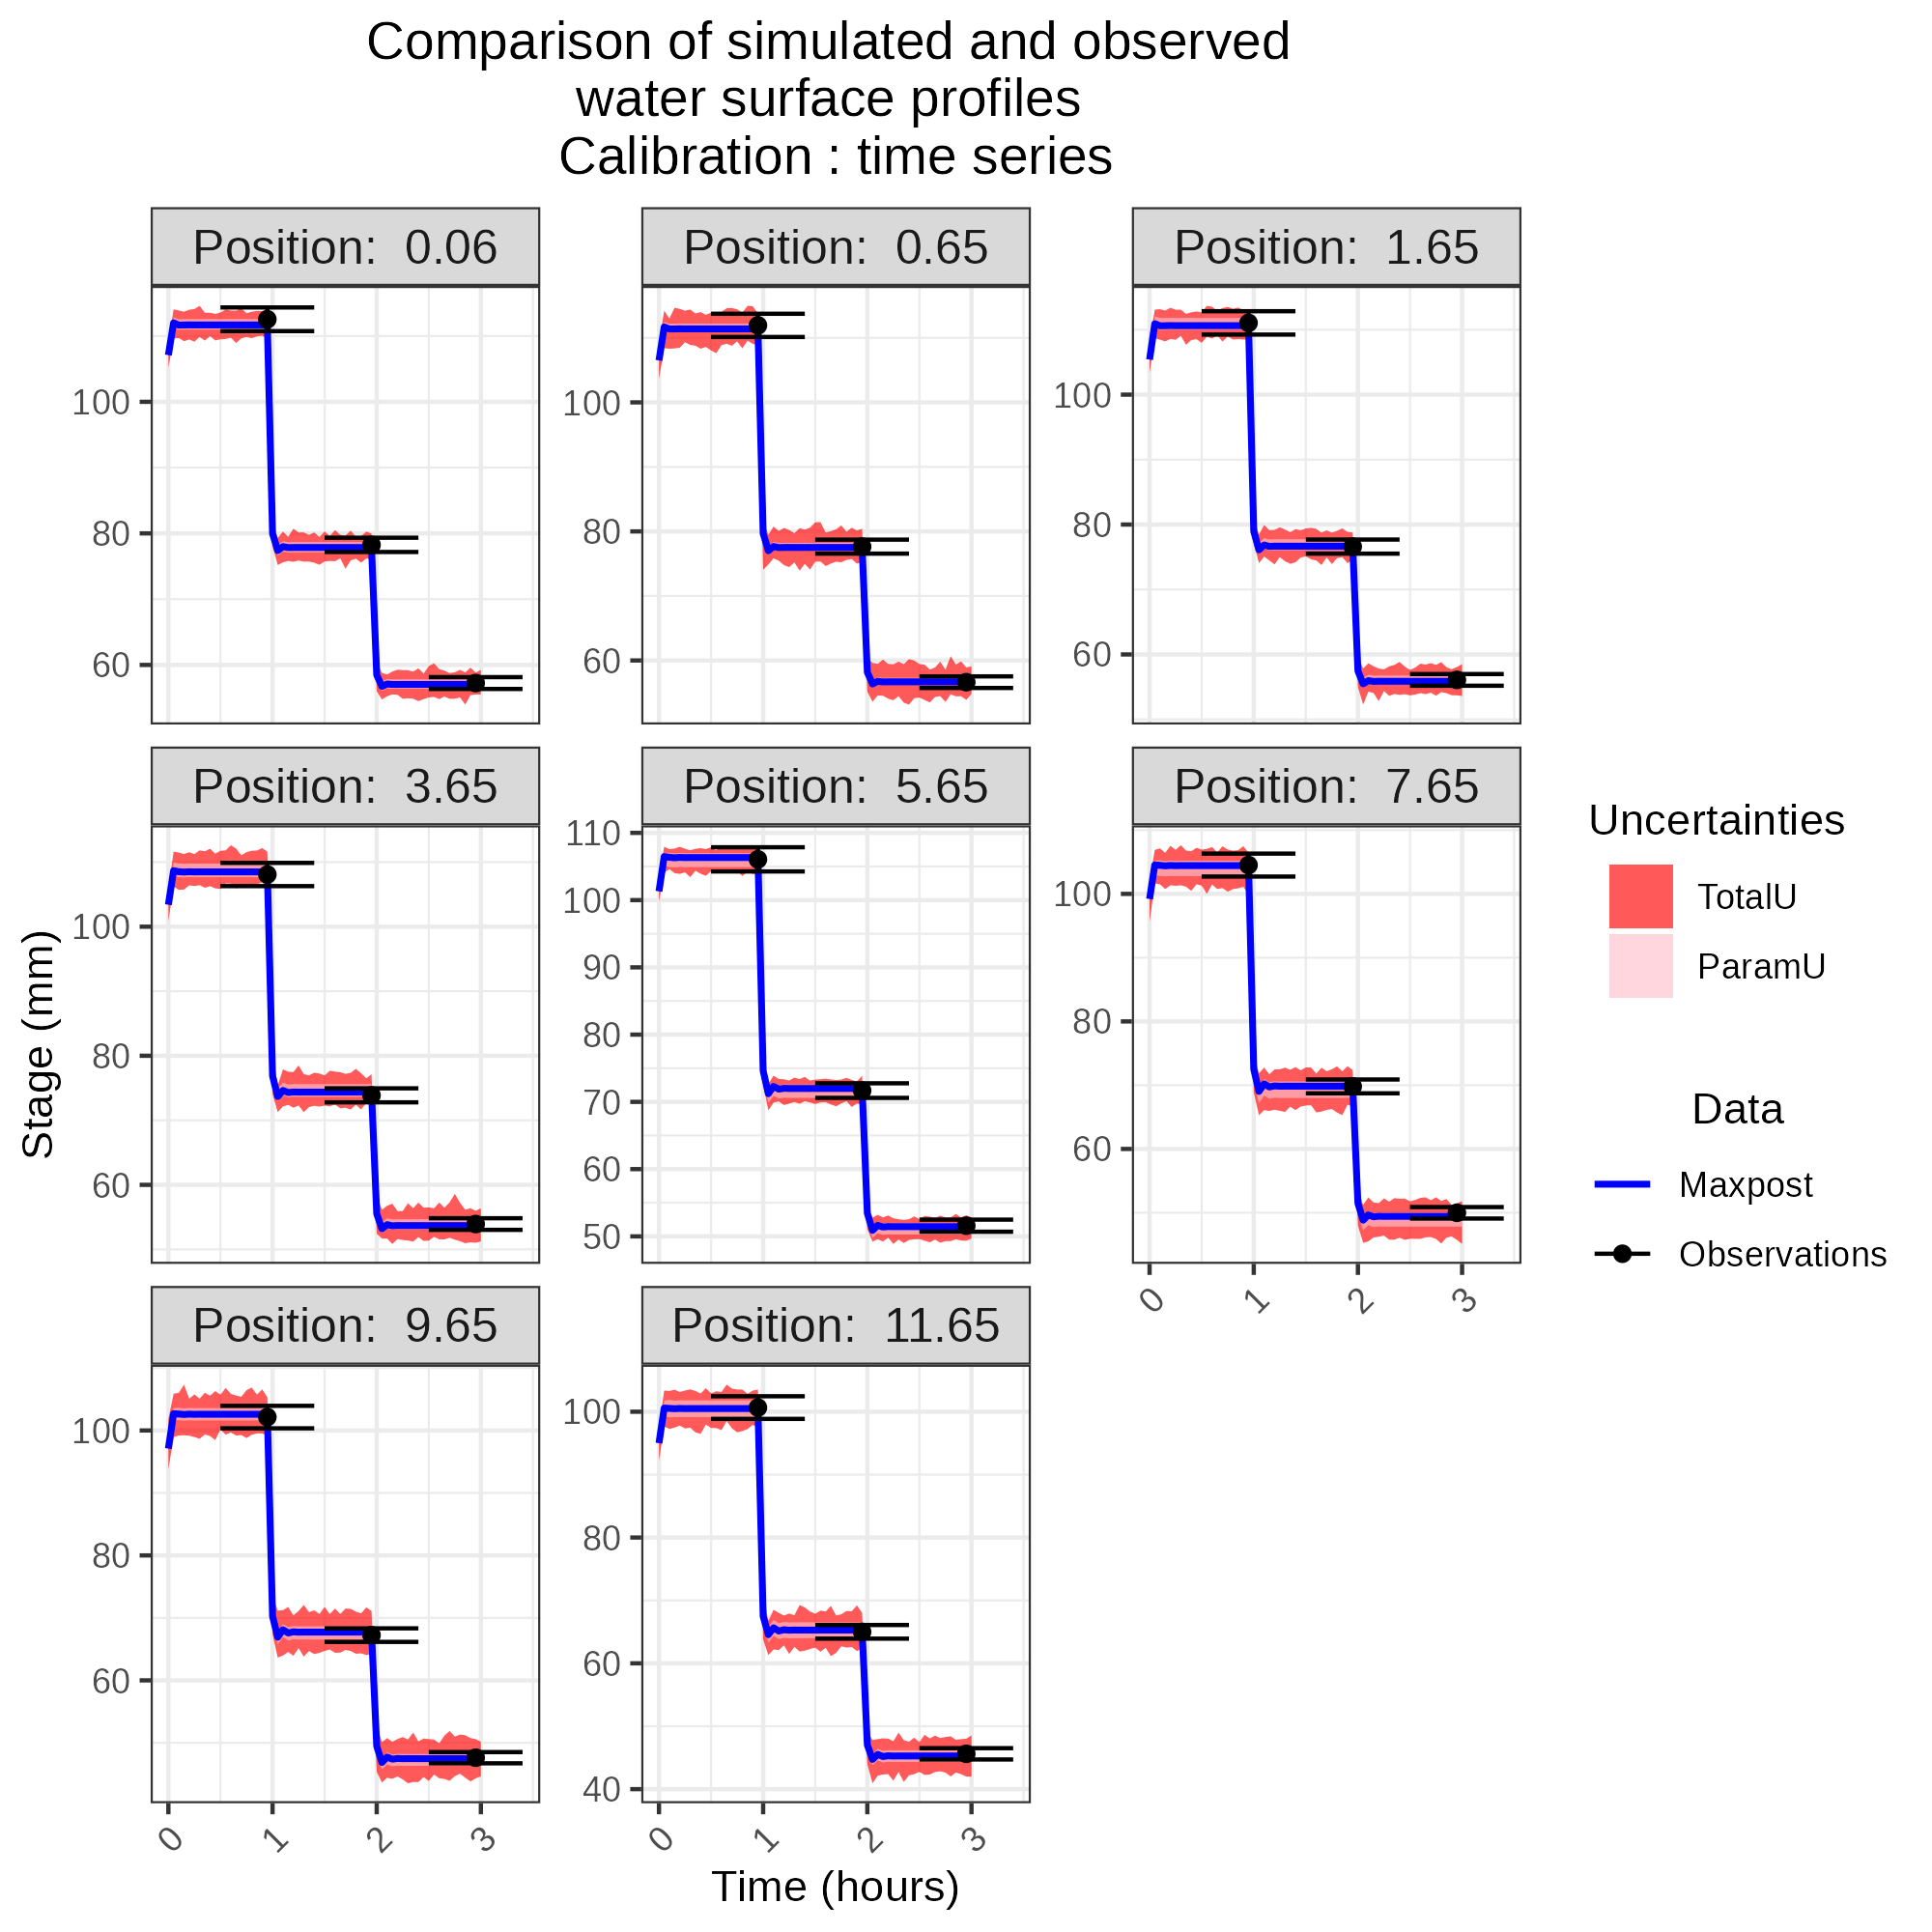 Comparison of simulated and observed
water surface profiles
Calibration : time series
Position:  0.06
Position:  0.65
Position:  1.65
100
80
60
100
80
60
100
80
60
Position:  3.65
Position:  5.65
Position:  7.65
100
80
60
110
100
90
80
70
60
50
100
80
60
0
1
2
3
Position:  9.65
Position:  11.65
100
80
60
0
1
2
3
100
80
60
40
0
1
2
3
Stage (mm)
Time (hours)
Uncertainties
TotalU
ParamU
Data
Maxpost
Observations